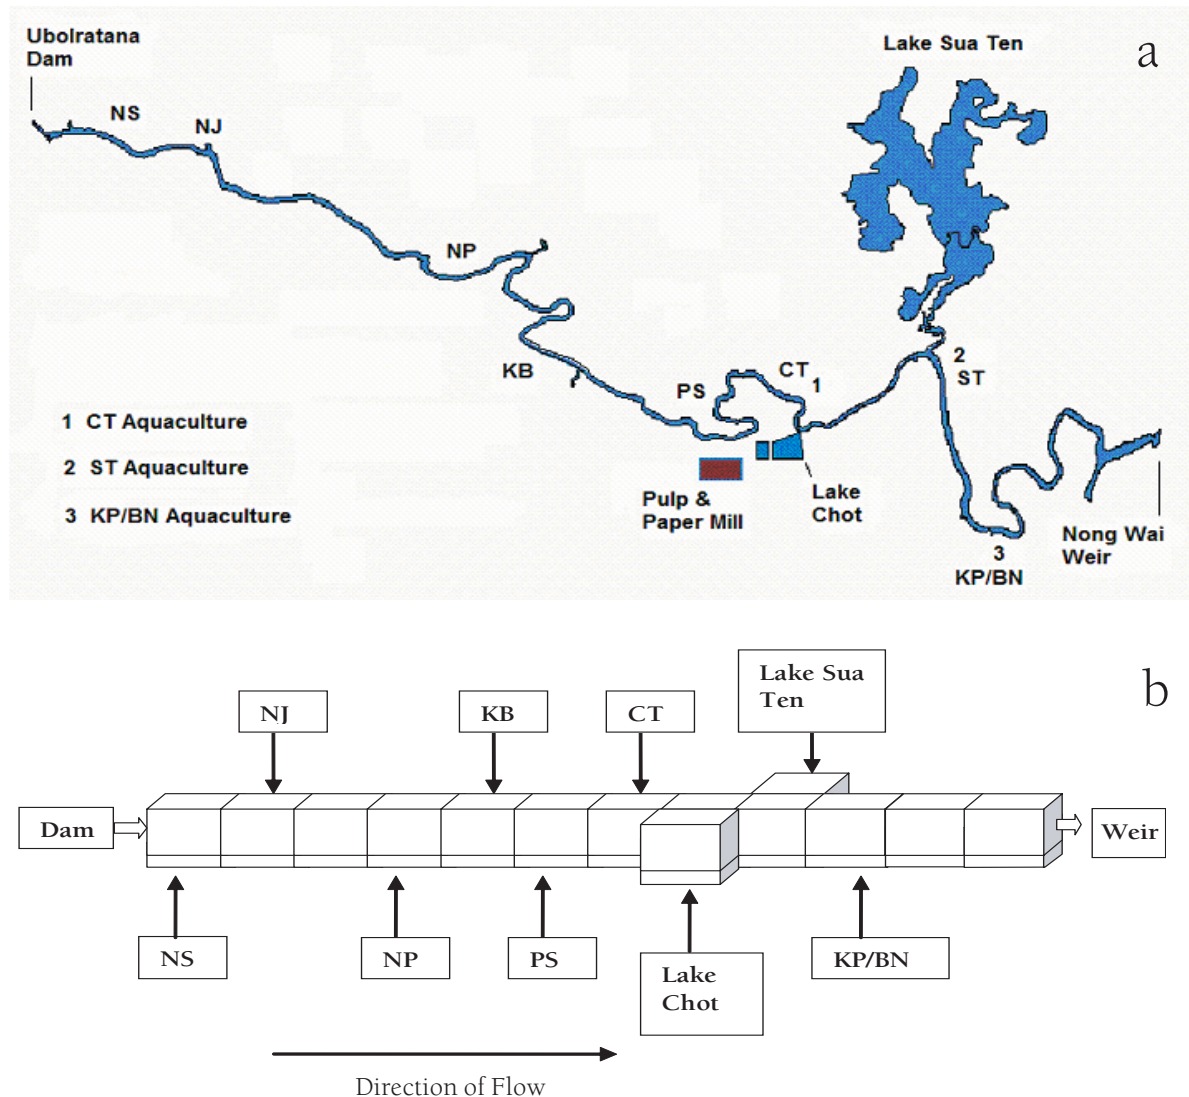 Ubolratana
Dam
Lake Sua Ten
a
NS
NJ
NP
KB
PS
CT
1
2
ST
1 CT Aquaculture
2 ST Aquaculture
3 KP/BN Aquaculture
Pulp &
Paper Mill
Lake
Chot
3
KP/BN
Nong Wai
Weir
b
Lake Sua
Ten
NJ
KB
CT
Dam
Weir
NS
NP
PS
Lake
Chot
KP/BN
Direction of Flow